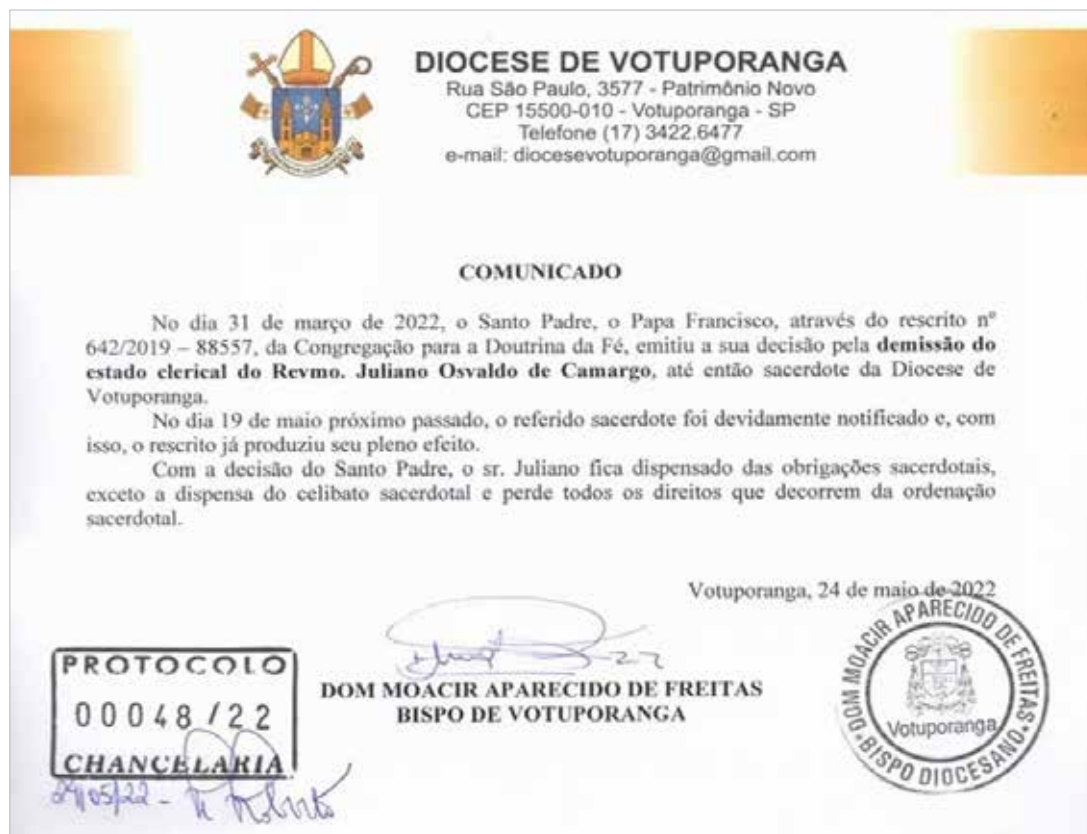 DIOCESE DE VOTUPORANGA
Rua São Paulo, 3577 - Patrimônio Novo
CEP 15500-010 - Votuporanga - SP
Telefone (17) 3422.6477
e-mail: diocesevotuporanga@gmail.com
COMUNICADO
No dia 31 de março de 2022, o Santo Padre, o Papa Francisco, através do rescrito nº
642/2019 – 88557, da Congregação para a Doutrina da Fé, emitiu a sua decisão pela demissão do
estado clerical do Revmo. Juliano Osvaldo de Camargo, até então sacerdote da Diocese de
Votuporanga.
No dia 19 de maio próximo passado, o referido sacerdote foi devidamente notificado e, com
isso, o rescrito já produziu seu pleno efeito.
Com a decisão do Santo Padre, o sr. Juliano fica dispensado das obrigações sacerdotais,
exceto a dispensa do celibato sacerdotal e perde todos os direitos que decorrem da ordenação
sacerdotal.
Votuporanga, 24 de maio de 2022
DOM MOACIR APARECIDO DE FREITAS
BISPO DE VOTUPORANGA
PROTOCOLO
00048/22
CHANCELARIA
24/05/22 -
DOM MOACIR APARECIDO DE FREITAS
BISPO DIOCESANO
Votuporanga